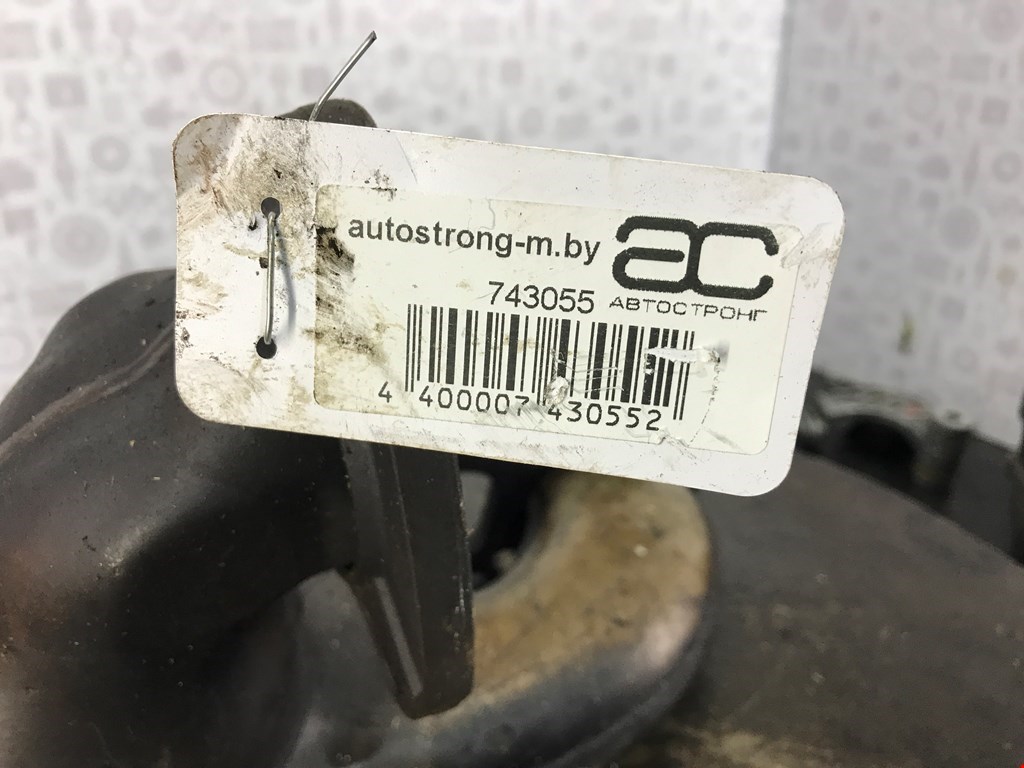 autostrong-m.by
ac
АВТОСТРОНГ
743055
4 400007 430552